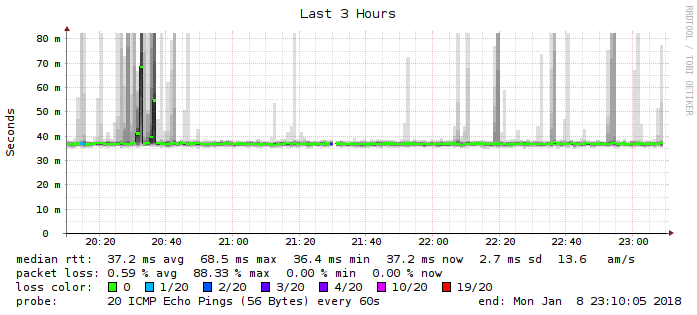 Last 3 Hours
RRDTOOL / TOBI OETIKER
Seconds
80 m
70 m
60 m
50 m
40 m
30 m
20 m
10 m
0
20:20 20:40 21:00 21:20 21:40 22:00 22:20 22:40 23:00
median rtt: 37.2 ms avg 68.5 ms max 36.4 ms min 37.2 ms now 2.7 ms sd 13.6 am/s
packet loss: 0.59 % avg 88.33 % max 0.00 % min 0.00 % now
loss color: 0 1/20 2/20 3/20 4/20 10/20 19/20
probe: 20 ICMP Echo Pings (56 Bytes) every 60s end: Mon Jan 8 23:10:05 2018